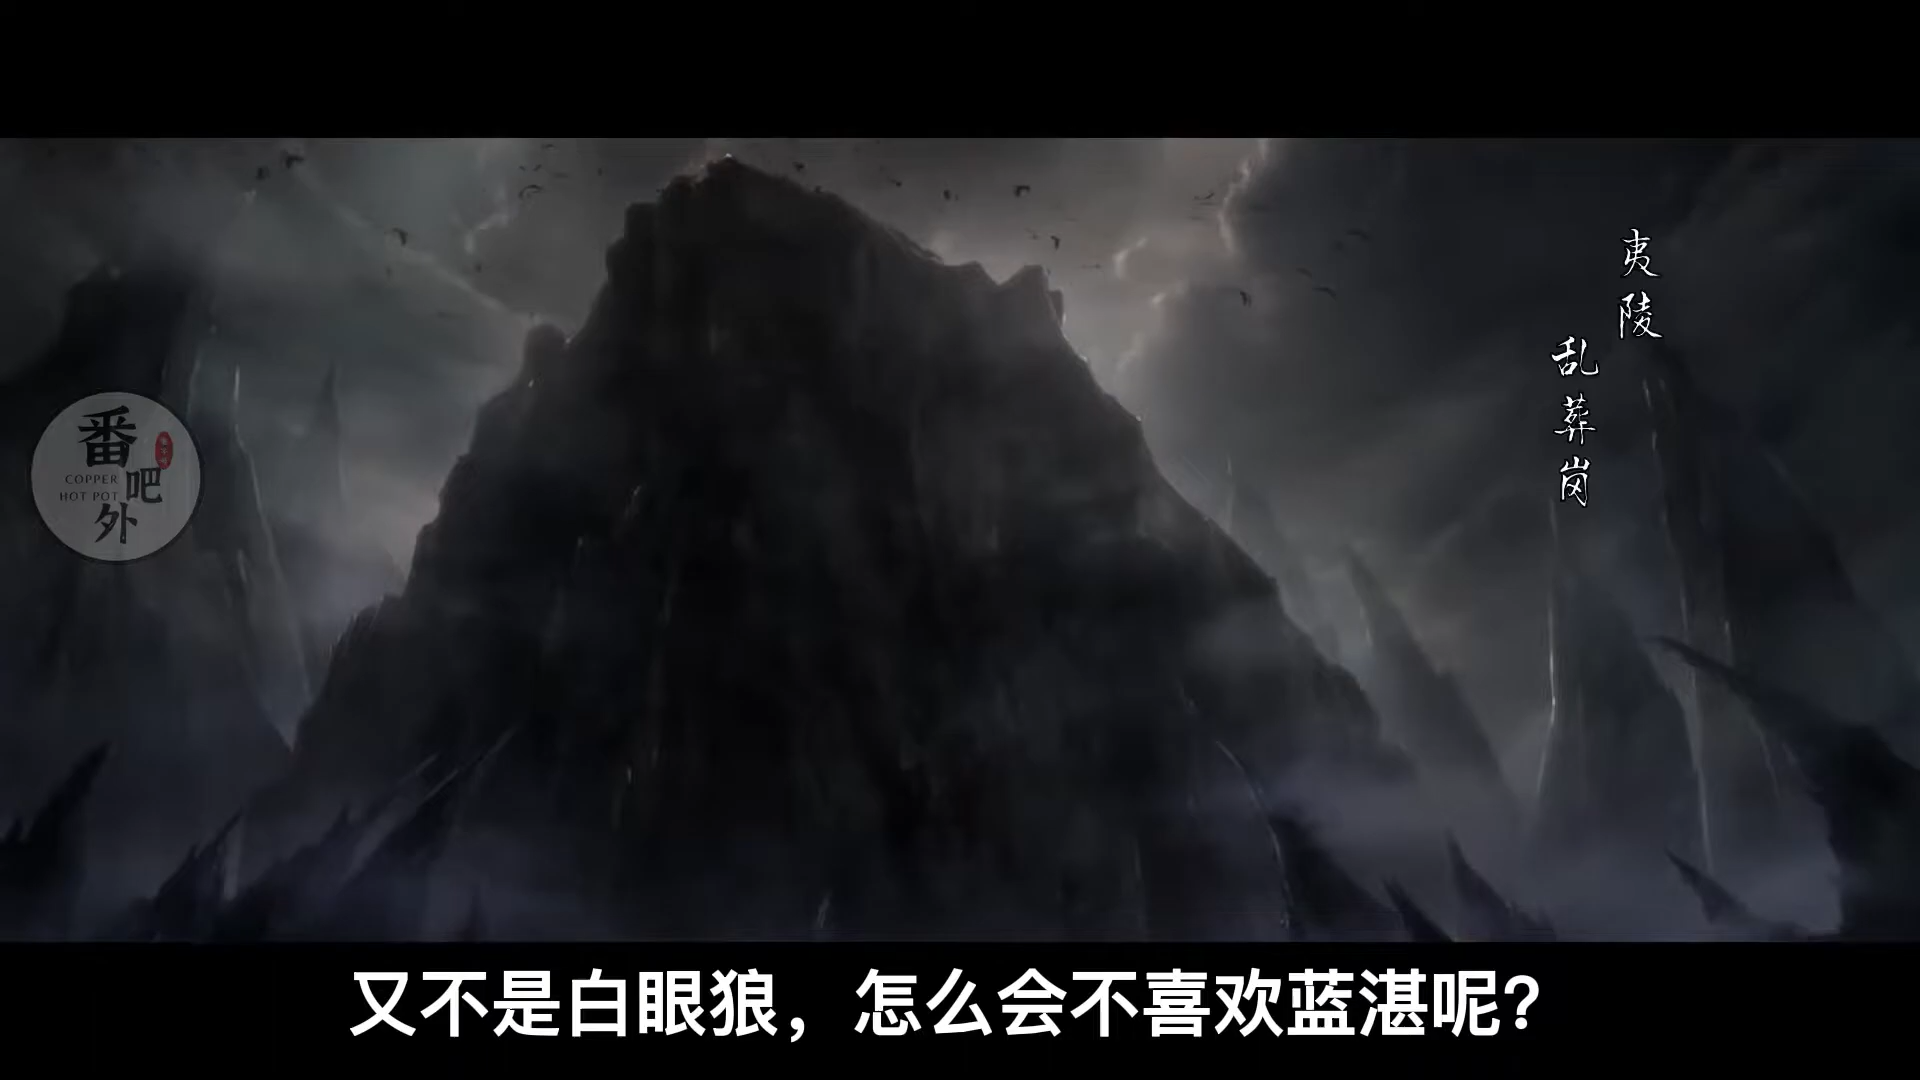 夷陵
乱葬岗
番吧外
COPPER
HOT POT
又不是白眼狼，怎么会不喜欢蓝湛呢？